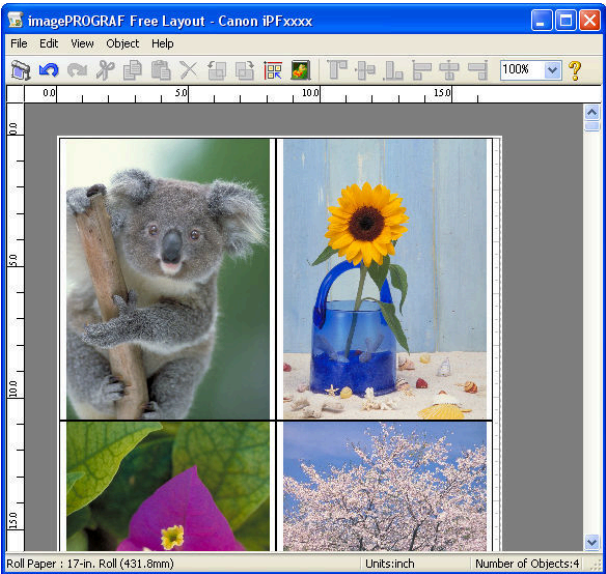 imagePROGRAF Free Layout - Canon iPFxxxx
File Edit View Object Help
100%
0.0 5.0 10.0 15.0
0.0
5.0
10.0
15.0
Roll Paper : 17-in. Roll (431.8mm) Units:inch Number of Objects:4